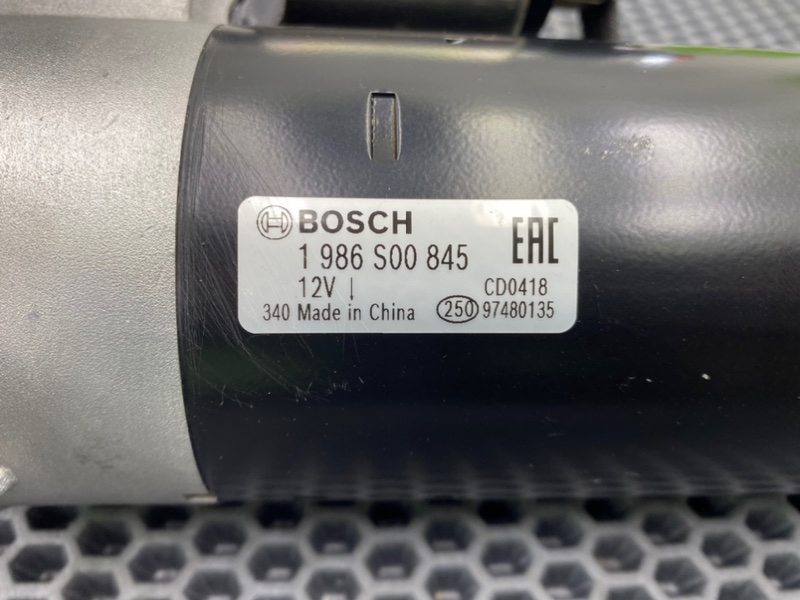 BOSCH
EAC
1 986 S00 845
12V ↓ CD0418
340 Made in China 250 97480135